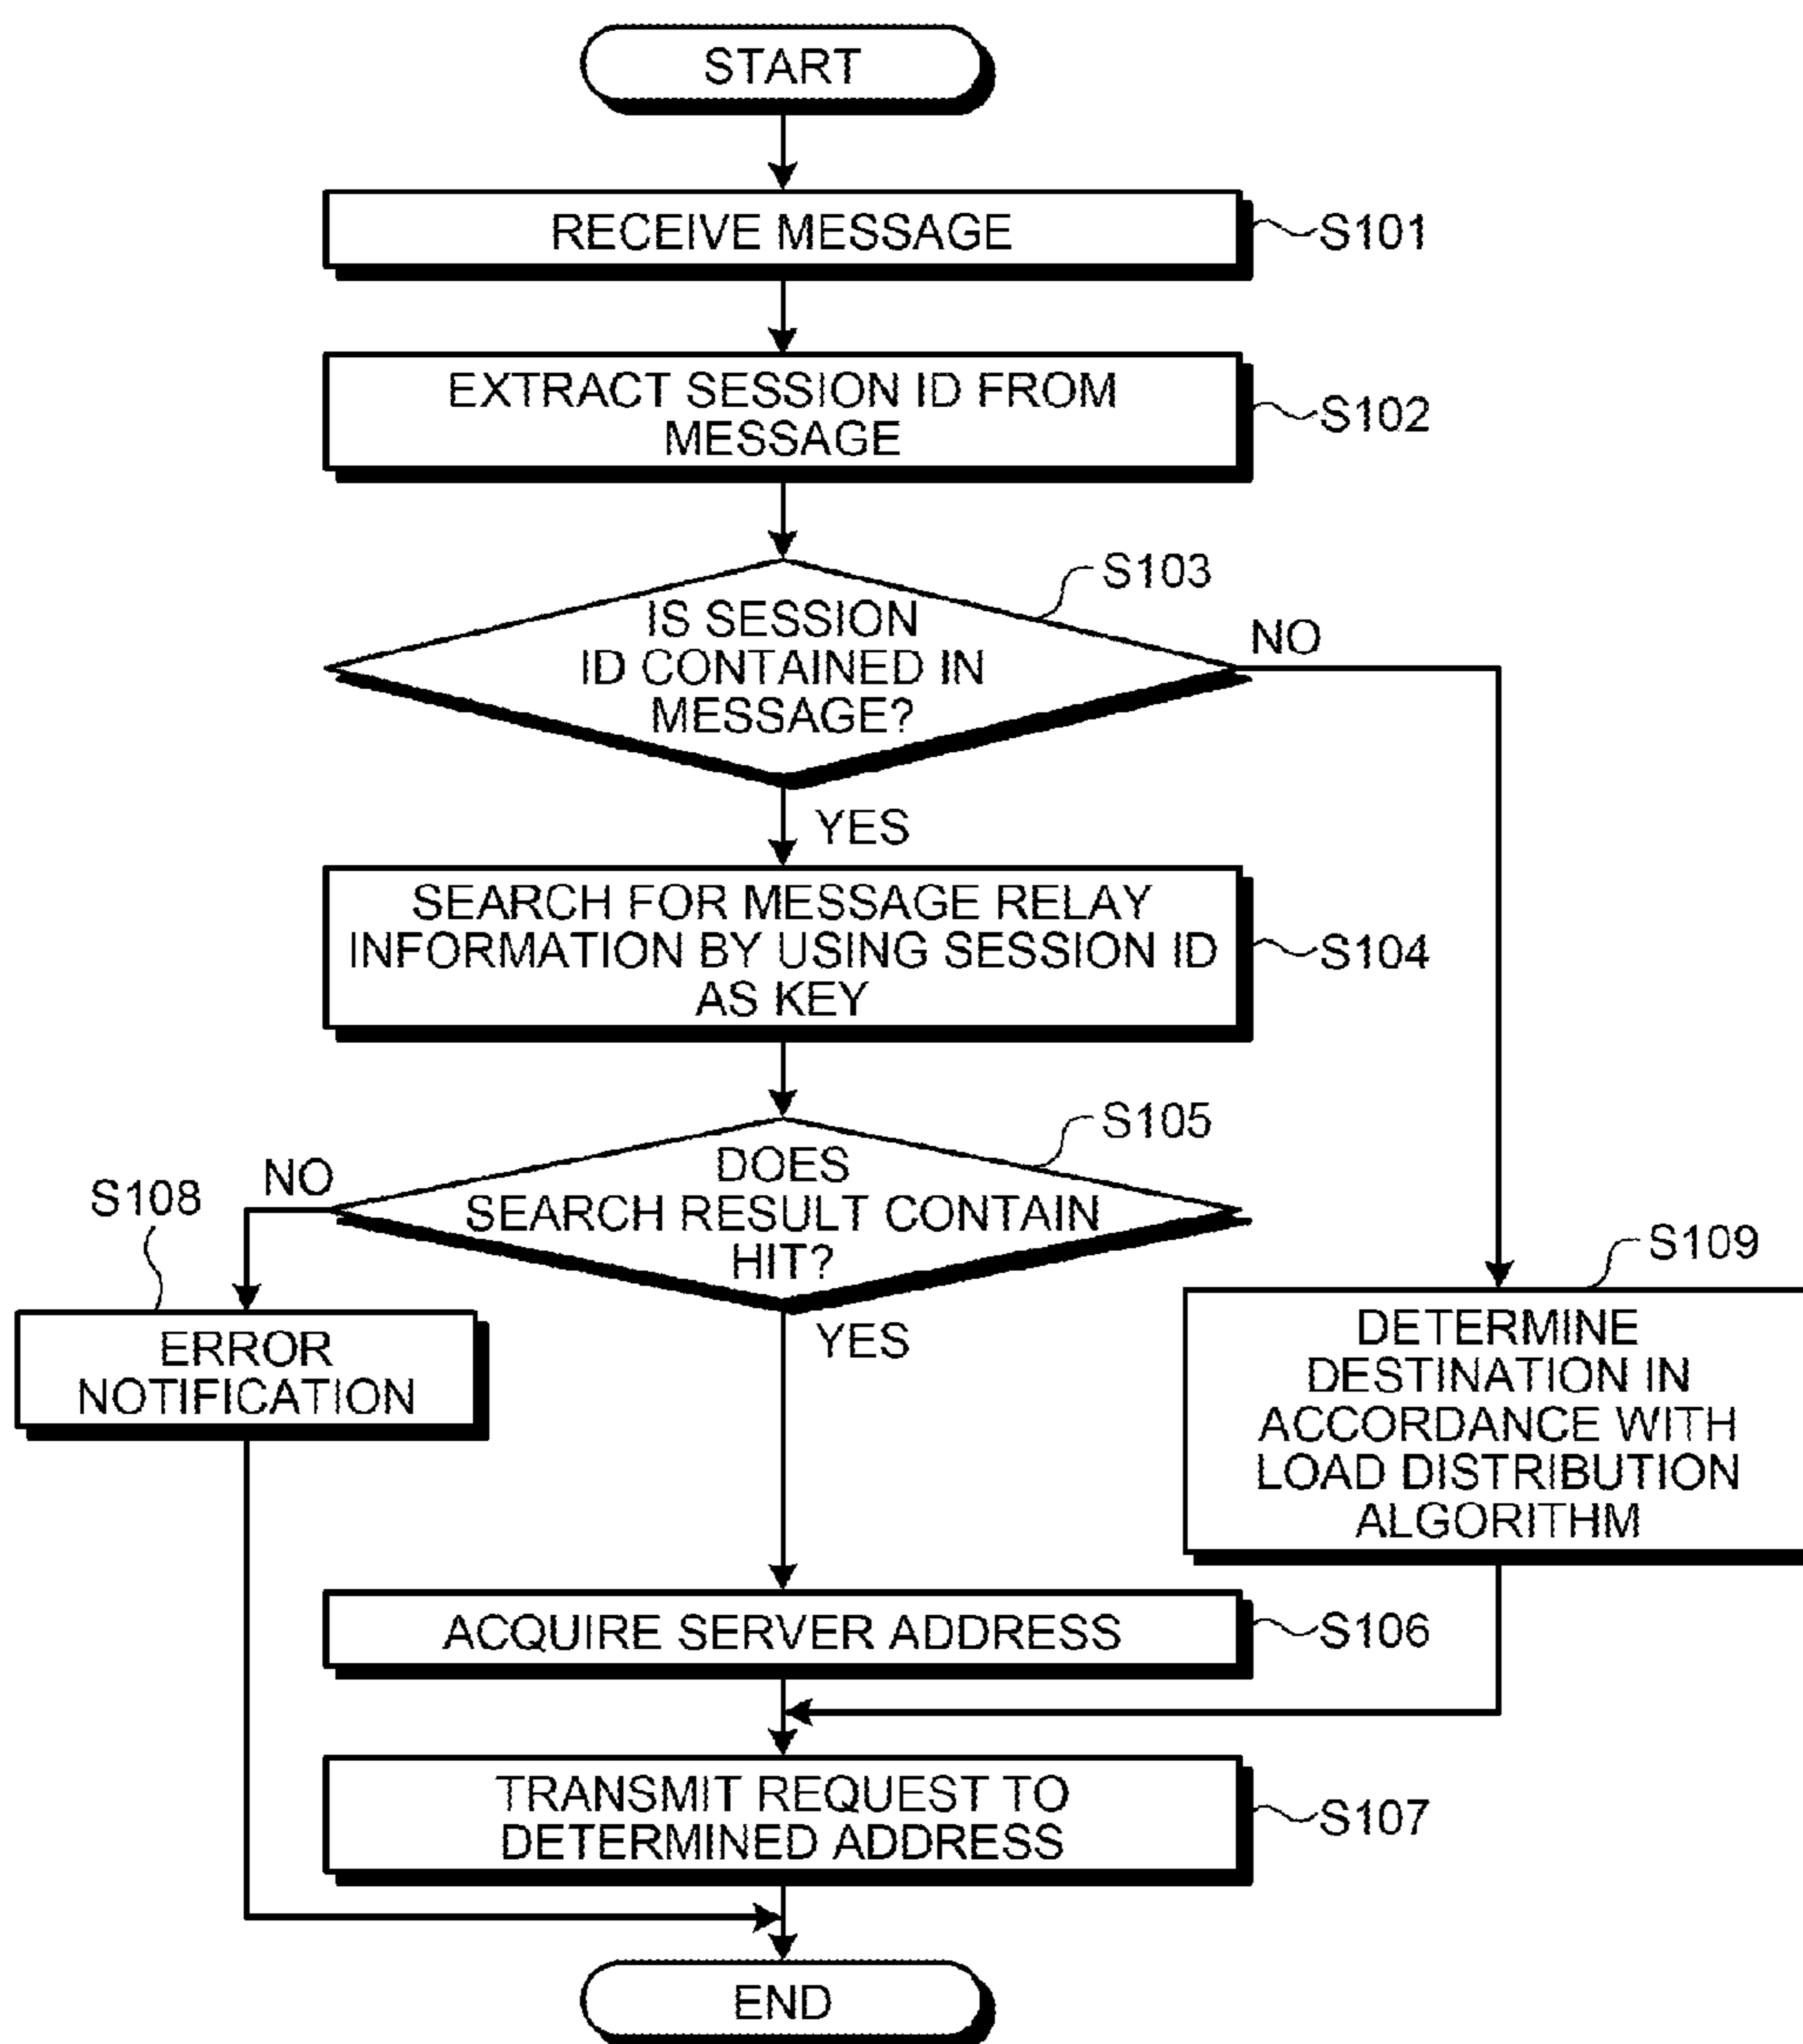 START
RECEIVE MESSAGE
S101
EXTRACT SESSION ID FROM
MESSAGE
S102
S103
IS SESSION
ID CONTAINED IN
MESSAGE?
NO
YES
SEARCH FOR MESSAGE RELAY
INFORMATION BY USING SESSION ID
AS KEY
S104
S105
DOES
SEARCH RESULT CONTAIN
HIT?
NO
YES
S108
ERROR
NOTIFICATION
S109
DETERMINE
DESTINATION IN
ACCORDANCE WITH
LOAD DISTRIBUTION
ALGORITHM
ACQUIRE SERVER ADDRESS
S106
TRANSMIT REQUEST TO
DETERMINED ADDRESS
S107
END